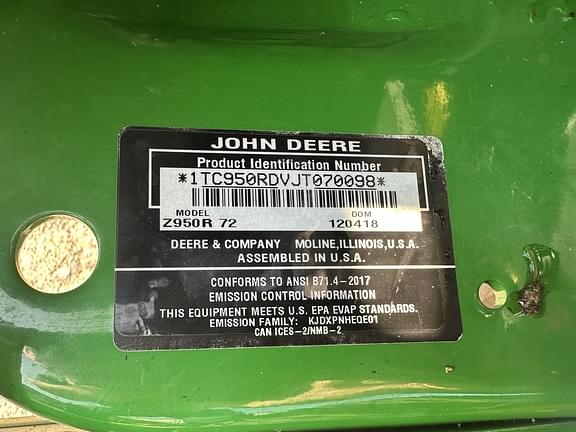 JOHN DEERE
Product Identification Number
*1TC950RDVJT070098*
MODEL DOM
Z950R 72 120418
DEERE & COMPANY MOLINE, ILLINOIS, U.S.A.
ASSEMBLED IN U.S.A.
CONFORMS TO ANSI B71.4-2017
EMISSION CONTROL INFORMATION
THIS EQUIPMENT MEETS U.S. EPA EVAP STANDARDS.
EMISSION FAMILY: KJDXPNHEQE01
CAN ICES-2/NMB-2